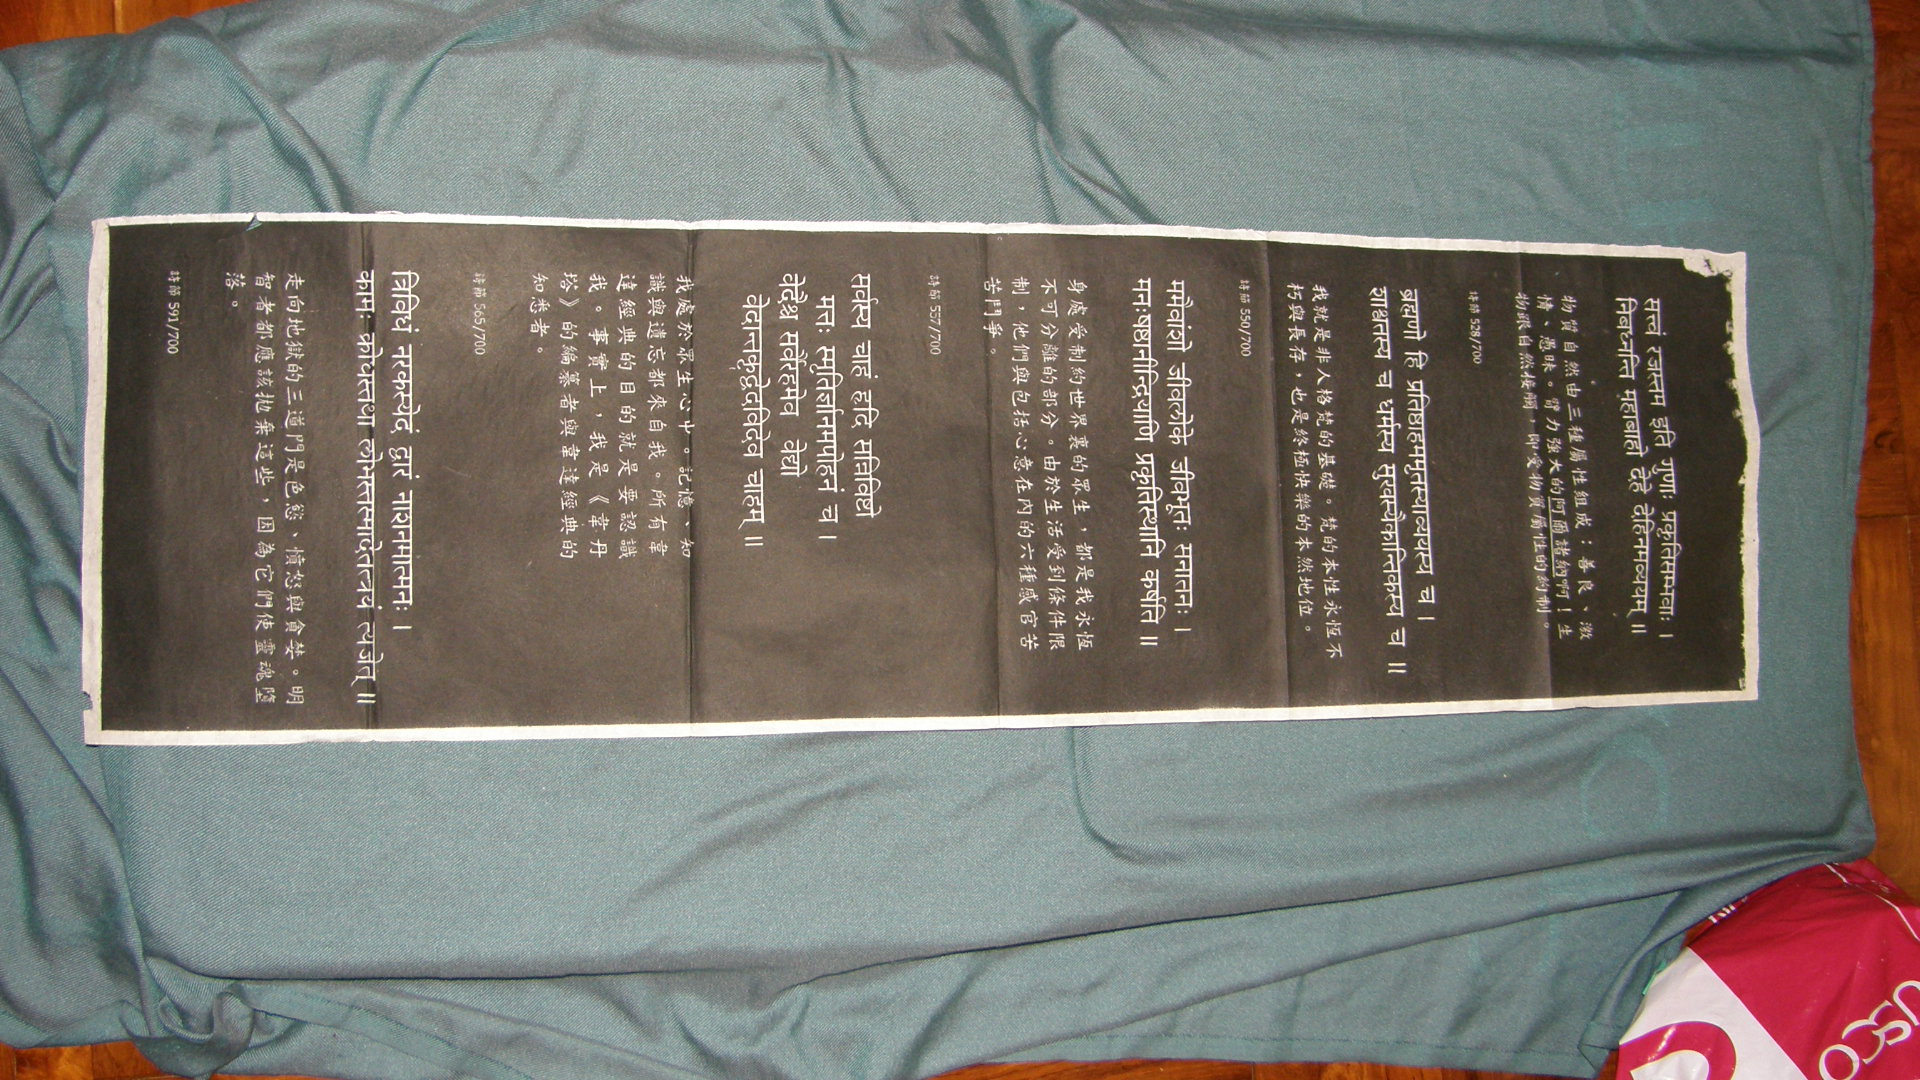 सत्त्वं रजस्तम इति गुणाः प्रकृतिसम्भवाः ।
निबध्नन्ति महाबाहो देहे देहिनमव्ययम् ॥
物質自然由三種屬性組成：善良、激
情、愚昧。臂力強大的阿爾諸納啊！生
物跟自然接觸，即受物質屬性的約制。
詩節 528/700
ब्रह्मणो हि प्रतिष्ठाहममृतस्याव्ययस्य च ।
शाश्वतस्य च धर्मस्य सुखस्यैकान्तिकस्य च ॥
我就是非人格梵的基礎。梵的本性永恆不
朽與長存，也是終極快樂的本然地位。
詩節 550/700
ममैवांशो जीवलोके जीवभूतः सनातनः ।
मनःषष्ठानीन्द्रियाणि प्रकृतिस्थानि कर्षति ॥
身處受制約世界裏的眾生，都是我永恆
不可分離的部分。由於生活受到條件限
制，他們與包括心意在內的六種感官苦
苦鬥爭。
詩節 557/700
सर्वस्य चाहं हृदि सन्निविष्टो
मत्तः स्मृतिर्ज्ञानमपोहनं च ।
वेदैश्च सर्वैरहमेव वेद्यो
वेदान्तकृद्वेदविदेव चाहम् ॥
我處於眾生心中。記憶、知
識與遺忘都來自我。所有韋
達經典的目的就是要認識
我。事實上，我是《韋丹
塔》的編纂者與韋達經典的
知悉者。
詩節 565/700
त्रिविधं नरकस्येदं द्वारं नाशनमात्मनः ।
कामः क्रोधस्तथा लोभस्तस्मादेतत्त्रयं त्यजेत् ॥
走向地獄的三道門是色慾、憤怒與貪婪。明
智者都應該拋棄這些，因為它們使靈魂墮
落。
詩節 591/700